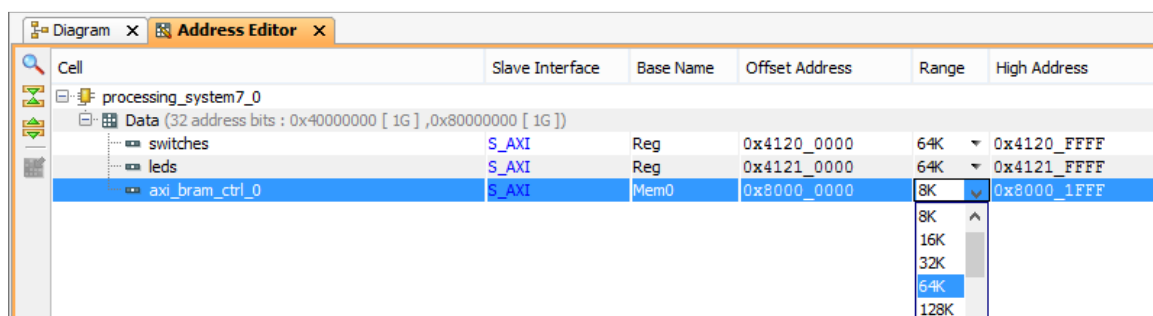 Diagram X Address Editor X
Cell Slave Interface Base Name Offset Address Range High Address
processing_system7_0
Data (32 address bits : 0x40000000 [ 1G ] ,0x80000000 [ 1G ])
switches S_AXI Reg 0x4120_0000 64K 0x4120_FFFF
leds S_AXI Reg 0x4121_0000 64K 0x4121_FFFF
axi_bram_ctrl_0 S_AXI Mem0 0x8000_0000 8K 0x8000_1FFF
8K
16K
32K
64K
128K